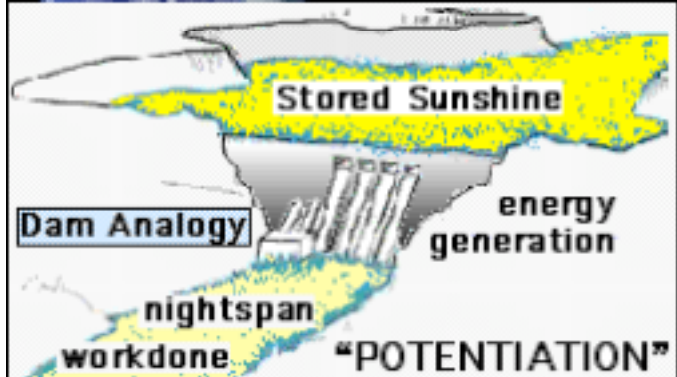 Stored Sunshine
Dam Analogy
energy
generation
nightspan
workdone
“POTENTIATION”